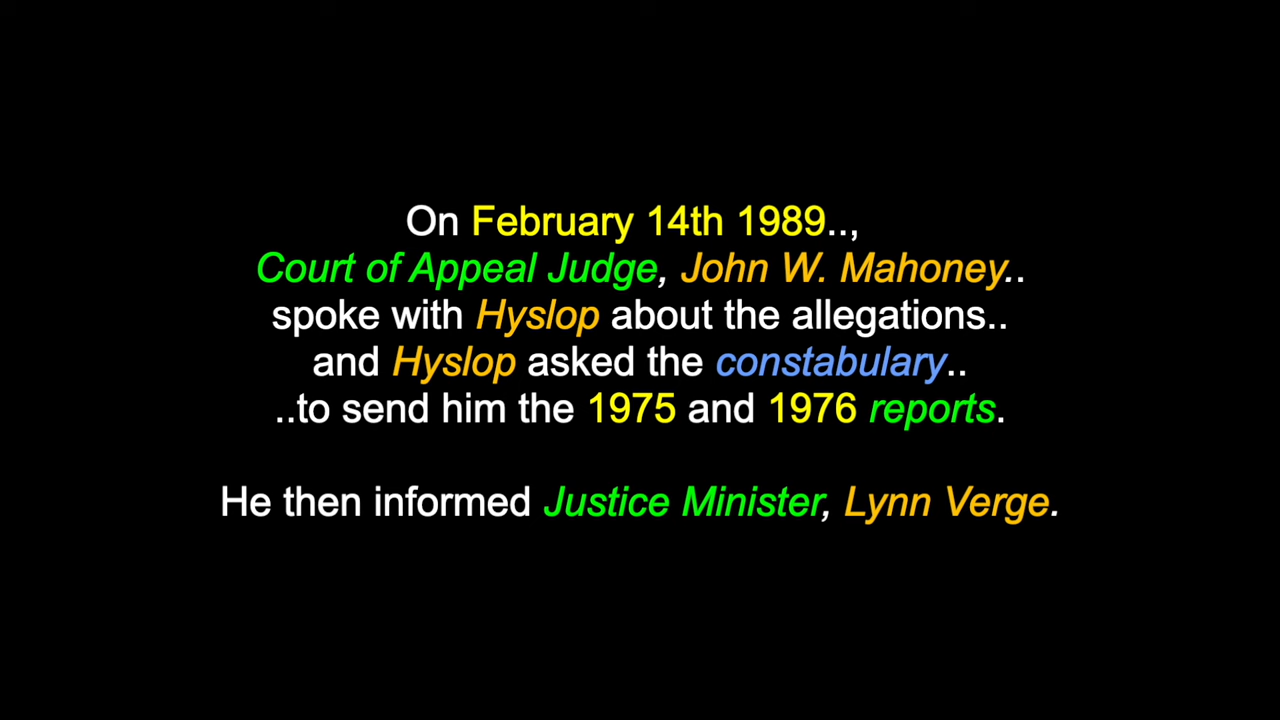 On February 14th 1989..,
Court of Appeal Judge, John W. Mahoney..
spoke with Hyslop about the allegations..
and Hyslop asked the constabulary..
..to send him the 1975 and 1976 reports.
He then informed Justice Minister, Lynn Verge.